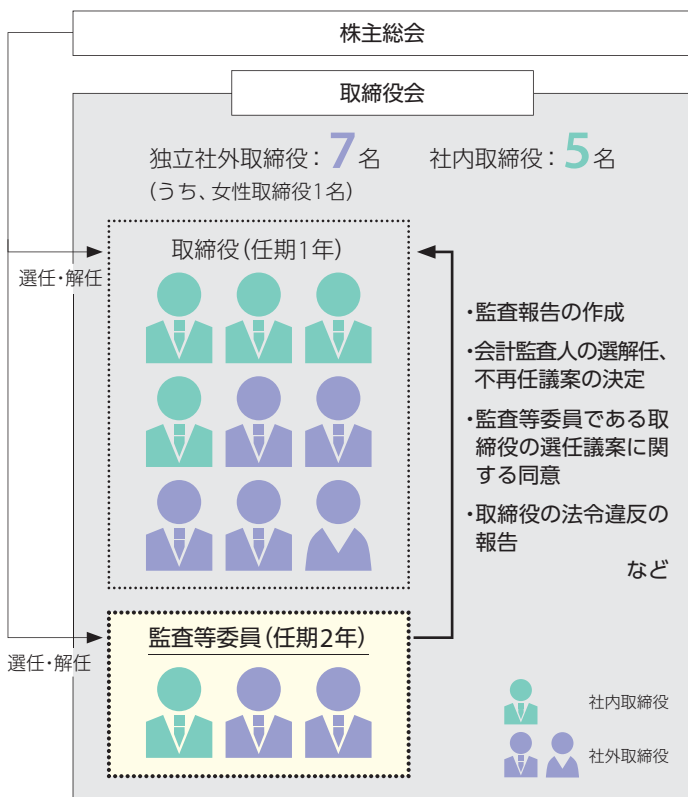 株主総会
取締役会
独立社外取締役：7名
社内取締役：5名
(うち、女性取締役1名)
取締役(任期1年)
選任・解任
・監査報告の作成
・会計監査人の選解任、
不再任議案の決定
・監査等委員である取
締役の選任議案に関
する同意
・取締役の法令違反の
報告
など
監査等委員(任期2年)
選任・解任
社内取締役
社外取締役